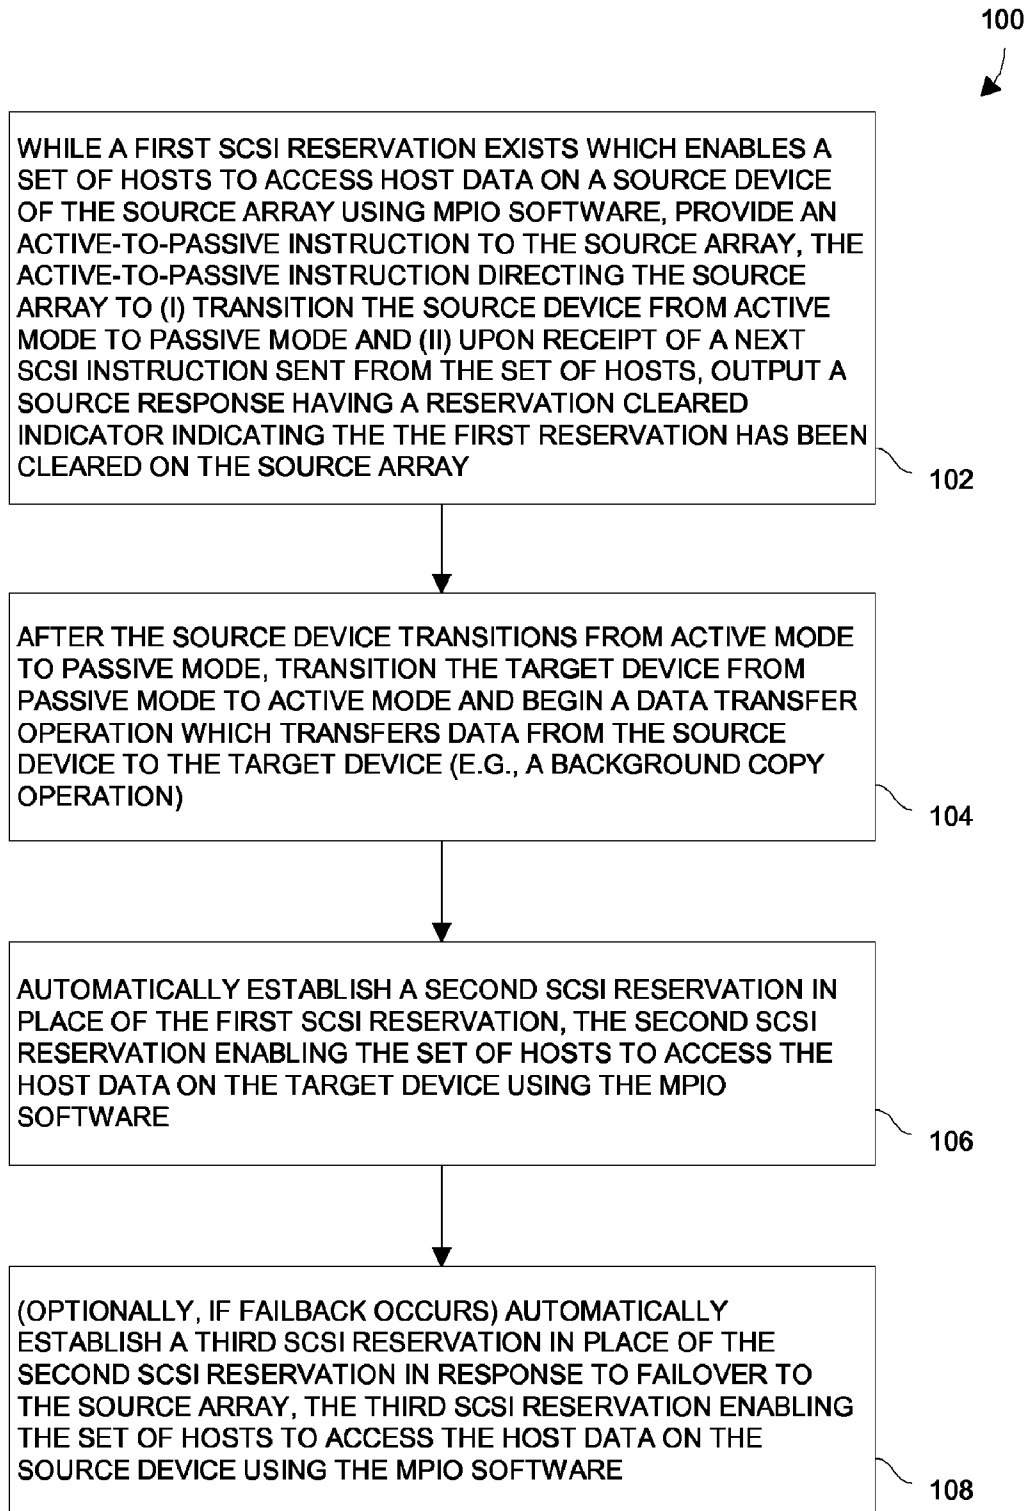 100
WHILE A FIRST SCSI RESERVATION EXISTS WHICH ENABLES A
SET OF HOSTS TO ACCESS HOST DATA ON A SOURCE DEVICE
OF THE SOURCE ARRAY USING MPIO SOFTWARE, PROVIDE AN
ACTIVE-TO-PASSIVE INSTRUCTION TO THE SOURCE ARRAY, THE
ACTIVE-TO-PASSIVE INSTRUCTION DIRECTING THE SOURCE
ARRAY TO (I) TRANSITION THE SOURCE DEVICE FROM ACTIVE
MODE TO PASSIVE MODE AND (II) UPON RECEIPT OF A NEXT
SCSI INSTRUCTION SENT FROM THE SET OF HOSTS, OUTPUT A
SOURCE RESPONSE HAVING A RESERVATION CLEARED
INDICATOR INDICATING THE THE FIRST RESERVATION HAS BEEN
CLEARED ON THE SOURCE ARRAY
102
AFTER THE SOURCE DEVICE TRANSITIONS FROM ACTIVE MODE
TO PASSIVE MODE, TRANSITION THE TARGET DEVICE FROM
PASSIVE MODE TO ACTIVE MODE AND BEGIN A DATA TRANSFER
OPERATION WHICH TRANSFERS DATA FROM THE SOURCE
DEVICE TO THE TARGET DEVICE (E.G., A BACKGROUND COPY
OPERATION)
104
AUTOMATICALLY ESTABLISH A SECOND SCSI RESERVATION IN
PLACE OF THE FIRST SCSI RESERVATION, THE SECOND SCSI
RESERVATION ENABLING THE SET OF HOSTS TO ACCESS THE
HOST DATA ON THE TARGET DEVICE USING THE MPIO
SOFTWARE
106
(OPTIONALLY, IF FAILBACK OCCURS) AUTOMATICALLY
ESTABLISH A THIRD SCSI RESERVATION IN PLACE OF THE
SECOND SCSI RESERVATION IN RESPONSE TO FAILOVER TO
THE SOURCE ARRAY, THE THIRD SCSI RESERVATION ENABLING
THE SET OF HOSTS TO ACCESS THE HOST DATA ON THE
SOURCE DEVICE USING THE MPIO SOFTWARE
108